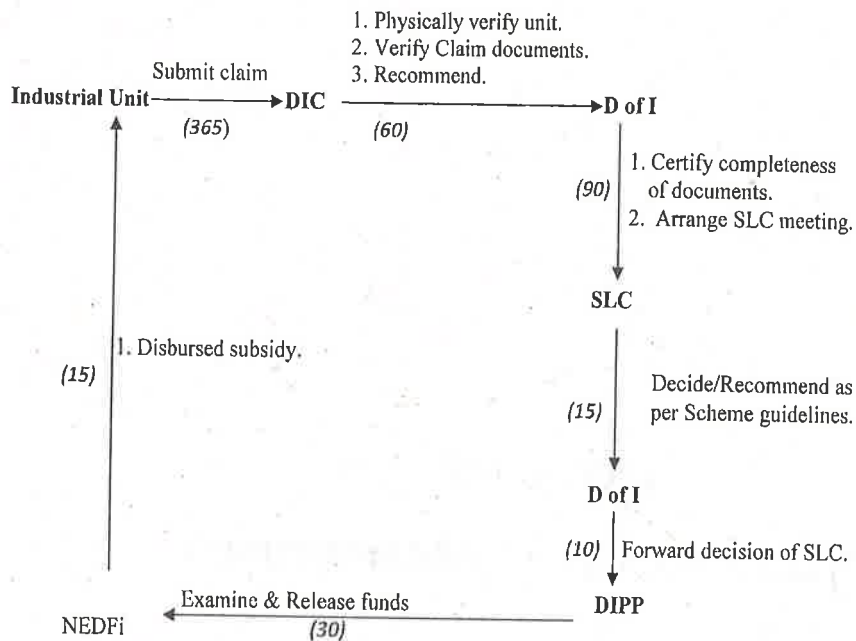 1. Physically verify unit.
2. Verify Claim documents.
3. Recommend.
Submit claim
Industrial Unit
DIC
D of I
(365)
(60)
1. Certify completeness
of documents.
(90)
2. Arrange SLC meeting.
SLC
1. Disbursed subsidy.
(15)
Decide/Recommend as
(15)
per Scheme guidelines.
D of I
(10)
Forward decision of SLC.
Examine & Release funds
DIPP
NEDFi
(30)